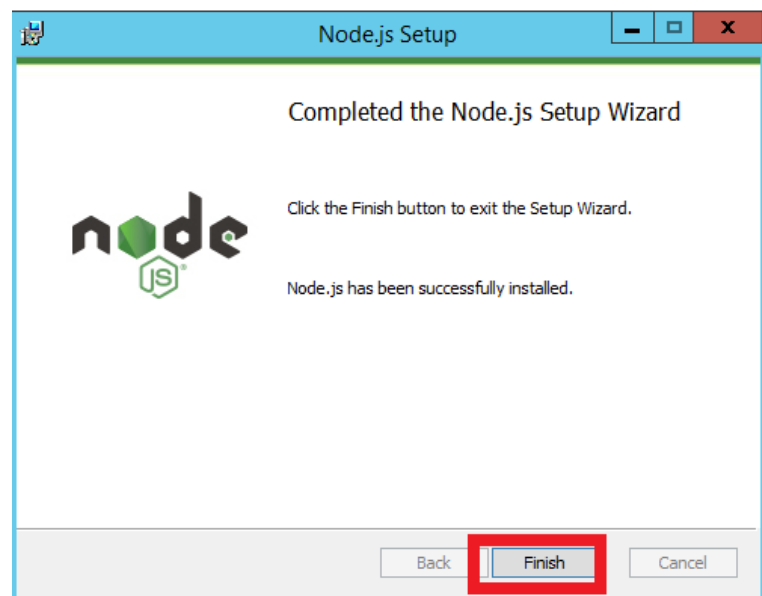 Node.js Setup
Completed the Node.js Setup Wizard
Click the Finish button to exit the Setup Wizard.
node
JS
Node.js has been successfully installed.
Back
Finish
Cancel